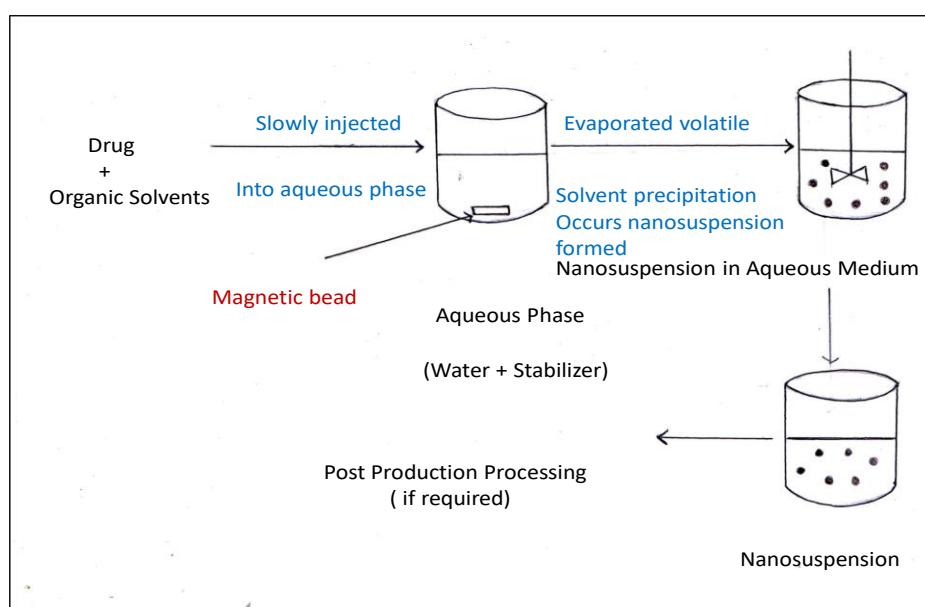 Drug
+
Organic Solvents
Slowly injected
Into aqueous phase
Magnetic bead
Aqueous Phase
(Water + Stabilizer)
Evaporated volatile
Solvent precipitation
Occurs nanosuspension
formed
Nanosuspension in Aqueous Medium
Nanosuspension
Post Production Processing
( if required)